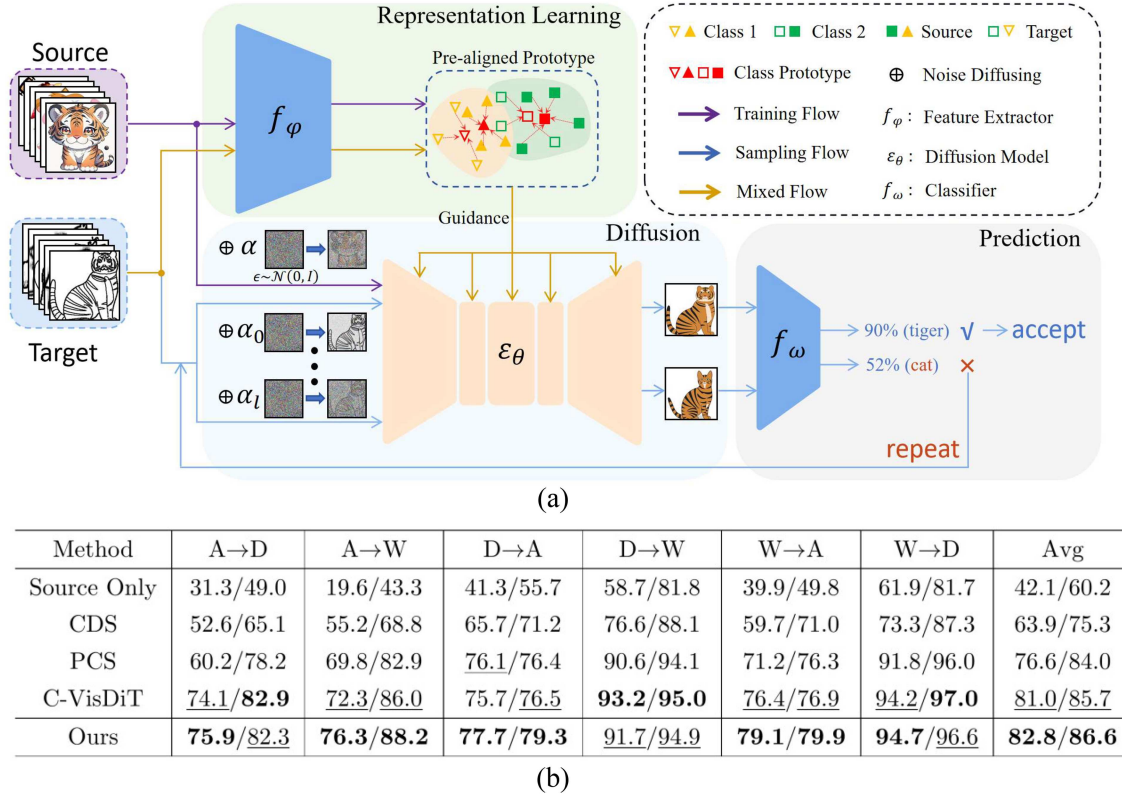 Source
Target
Representation Learning
f_φ
Pre-aligned Prototype
Class 1
Class 2
Source
Target
Class Prototype
⊕ Noise Diffusing
Training Flow
f_φ: Feature Extractor
Sampling Flow
ε_θ: Diffusion Model
Mixed Flow
f_ω: Classifier
Guidance
Diffusion
⊕ α
ϵ~𝒩(0, I)
⊕ α_0
⊕ α_l
ε_θ
Prediction
f_ω
90% (tiger) √ accept
52% (cat) ×
repeat
(a)
Method A→D A→W D→A D→W W→A W→D Avg
Source Only 31.3/49.0 19.6/43.3 41.3/55.7 58.7/81.8 39.9/49.8 61.9/81.7 42.1/60.2
CDS 52.6/65.1 55.2/68.8 65.7/71.2 76.6/88.1 59.7/71.0 73.3/87.3 63.9/75.3
PCS 60.2/78.2 69.8/82.9 76.1/76.4 90.6/94.1 71.2/76.3 91.8/96.0 76.6/84.0
C-VisDiT 74.1/82.9 72.3/86.0 75.7/76.5 93.2/95.0 76.4/76.9 94.2/97.0 81.0/85.7
Ours 75.9/82.3 76.3/88.2 77.7/79.3 91.7/94.9 79.1/79.9 94.7/96.6 82.8/86.6
(b)